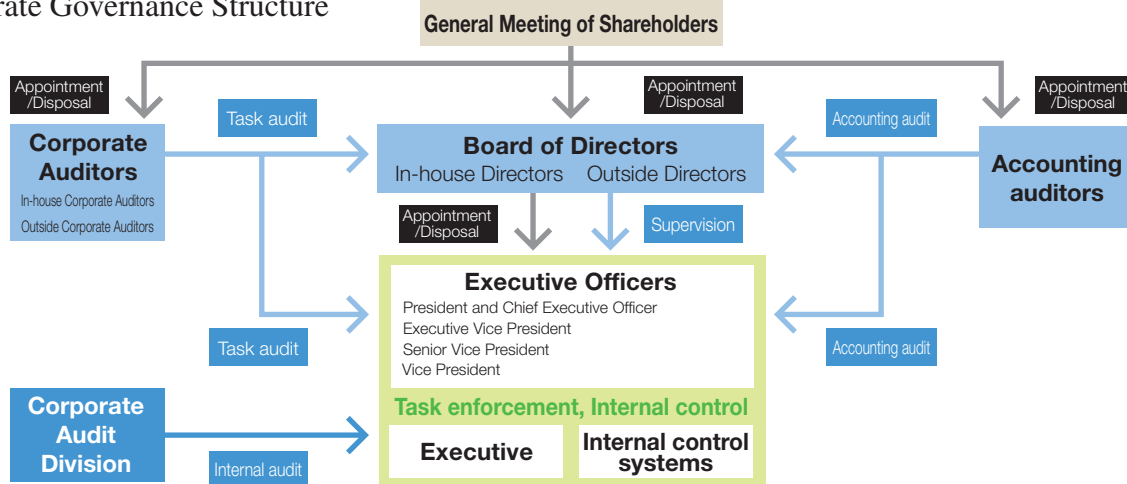 rate Governance Structure
General Meeting of Shareholders
Appointment
/Disposal
Appointment
/Disposal
Appointment
/Disposal
Task audit
Accounting audit
Corporate
Auditors
In-house Corporate Auditors
Outside Corporate Auditors
Board of Directors
In-house Directors Outside Directors
Accounting
auditors
Appointment
/Disposal
Supervision
Executive Officers
President and Chief Executive Officer
Executive Vice President
Senior Vice President
Vice President
Task audit
Accounting audit
Task enforcement, Internal control
Executive
Internal control
systems
Corporate
Audit
Division
Internal audit